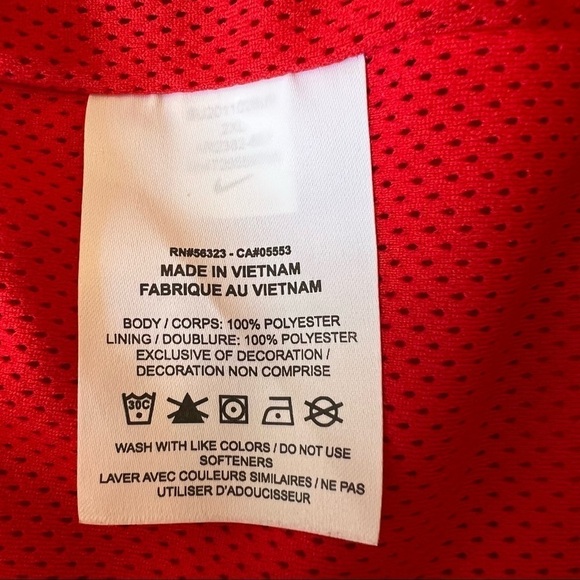 RN#56323 - CA#05553
MADE IN VIETNAM
FABRIQUE AU VIETNAM
BODY / CORPS: 100% POLYESTER
LINING / DOUBLURE: 100% POLYESTER
EXCLUSIVE OF DECORATION /
DECORATION NON COMPRISE
30C
WASH WITH LIKE COLORS / DO NOT USE
SOFTENERS
LAVER AVEC COULEURS SIMILAIRES / NE PAS
UTILISER D'ADOUCISSEUR